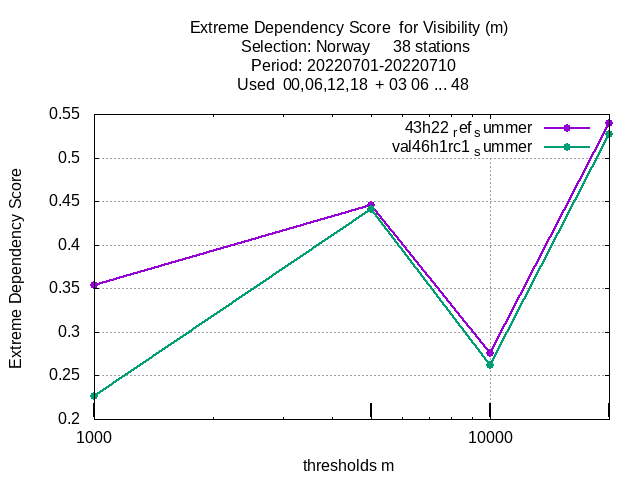 Extreme Dependency Score  for Visibility (m)
Selection: Norway     38 stations
Period: 20220701-20220710
Used  00,06,12,18  + 03 06 ... 48
43h22 ref summer
val46h1rc1 summer
Extreme Dependency Score
0.55
0.5
0.45
0.4
0.35
0.3
0.25
0.2
1000
10000
thresholds m